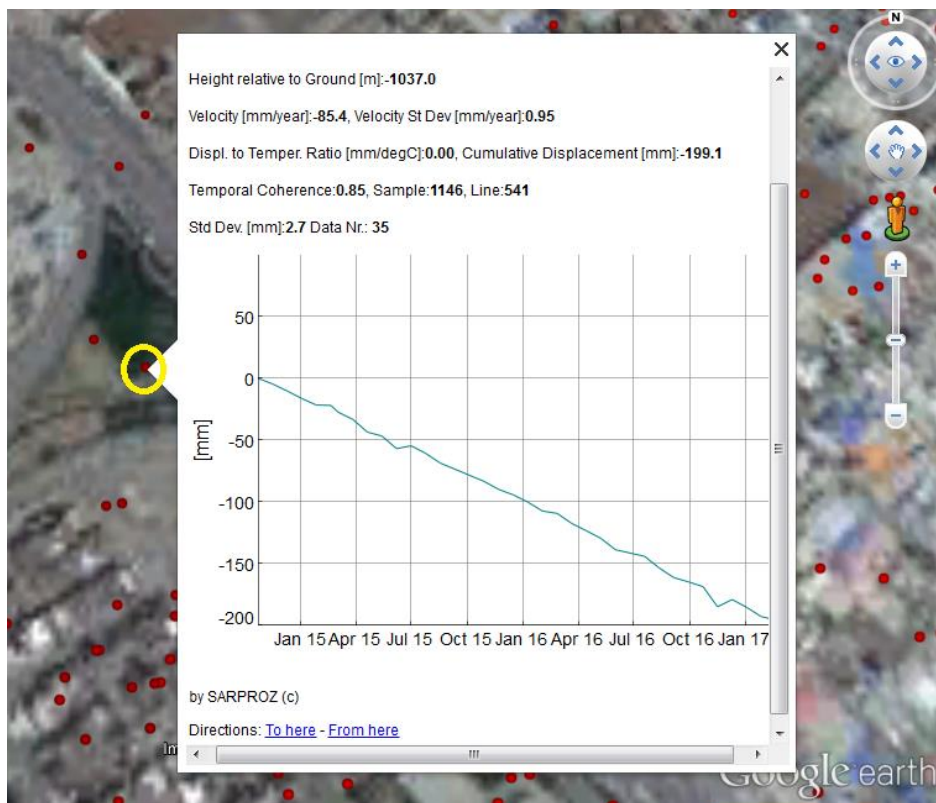 N
Height relative to Ground [m]:-1037.0
Velocity [mm/year]:-85.4, Velocity St Dev [mm/year]:0.95
Displ. to Temper. Ratio [mm/degC]:0.00, Cumulative Displacement [mm]:-199.1
Temporal Coherence:0.85, Sample:1146, Line:541
Std Dev. [mm]:2.7 Data Nr.: 35
50
0
-50
-100
-150
-200
[mm]
Jan 15 Apr 15 Jul 15 Oct 15 Jan 16 Apr 16 Jul 16 Oct 16 Jan 17
by SARPROZ (c)
Directions: To here - From here
Im
Google earth